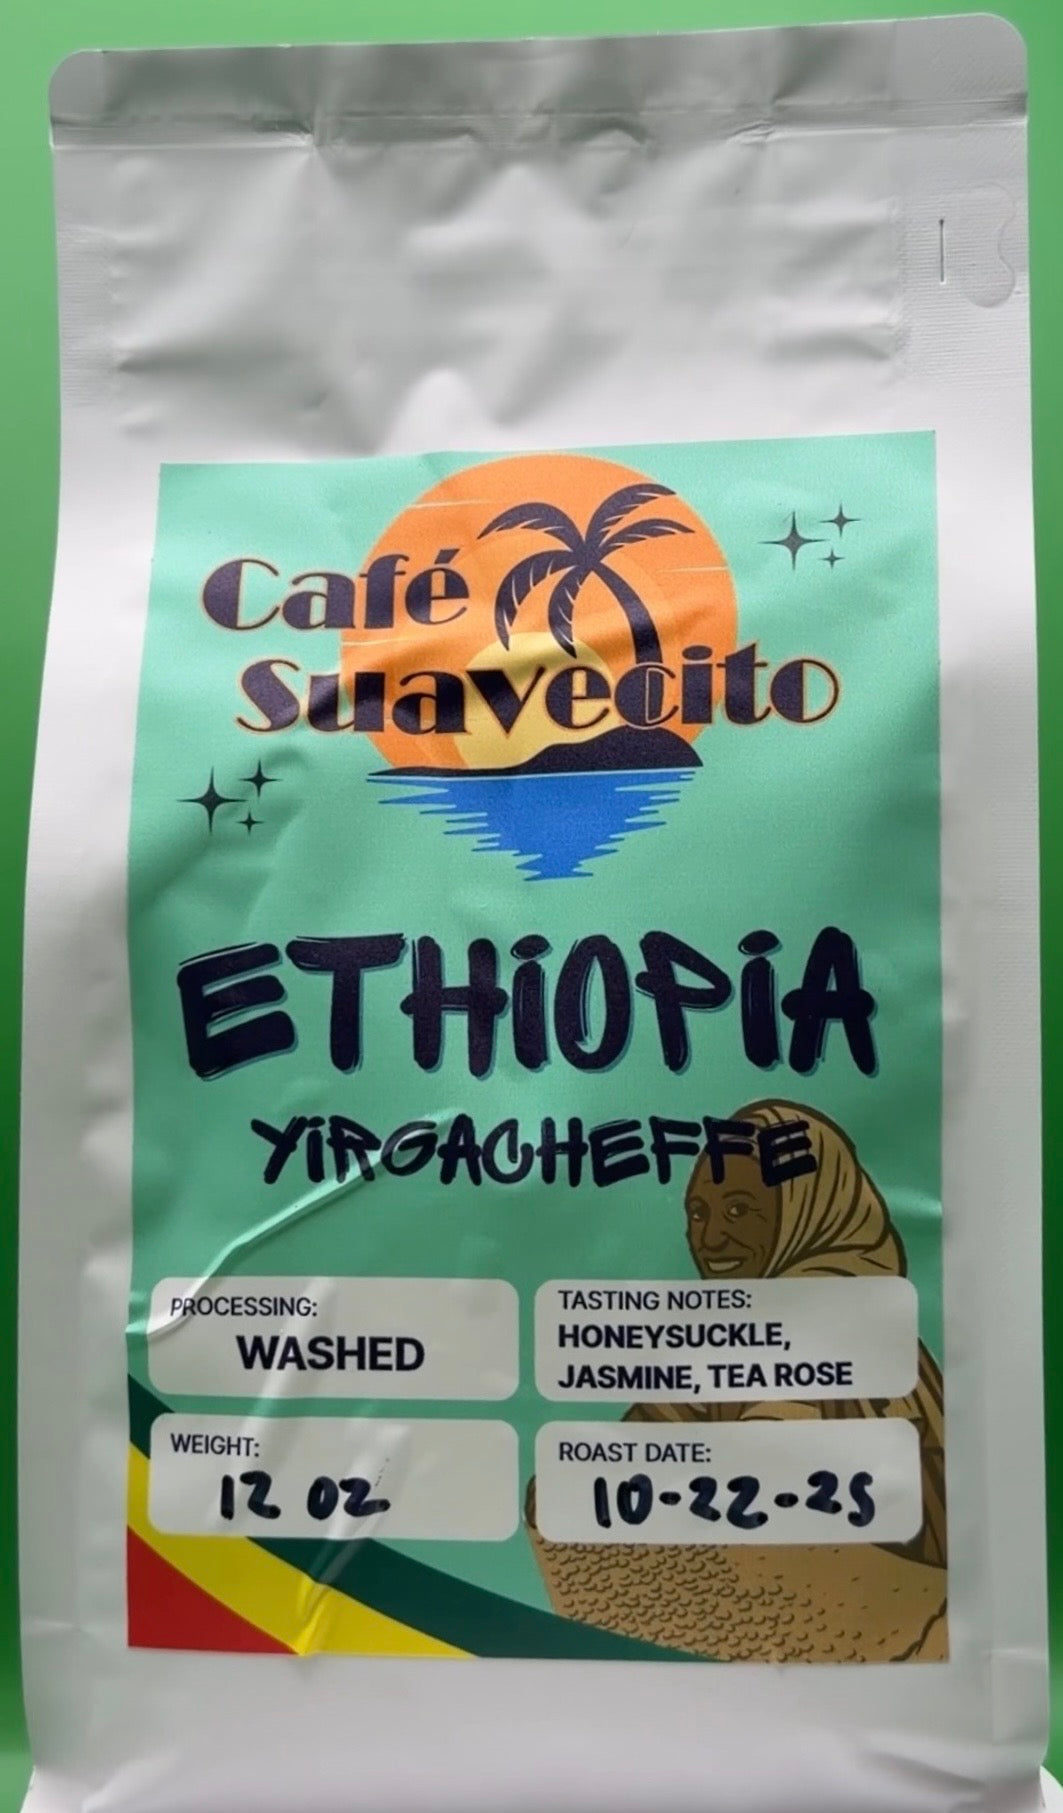 Café
Suavecito
ETHiOPiA
YiRGACHEFFE
PROCESSING:
WASHED
TASTING NOTES:
HONEYSUCKLE,
JASMINE, TEA ROSE
WEIGHT:
12 OZ
ROAST DATE:
10-22-25